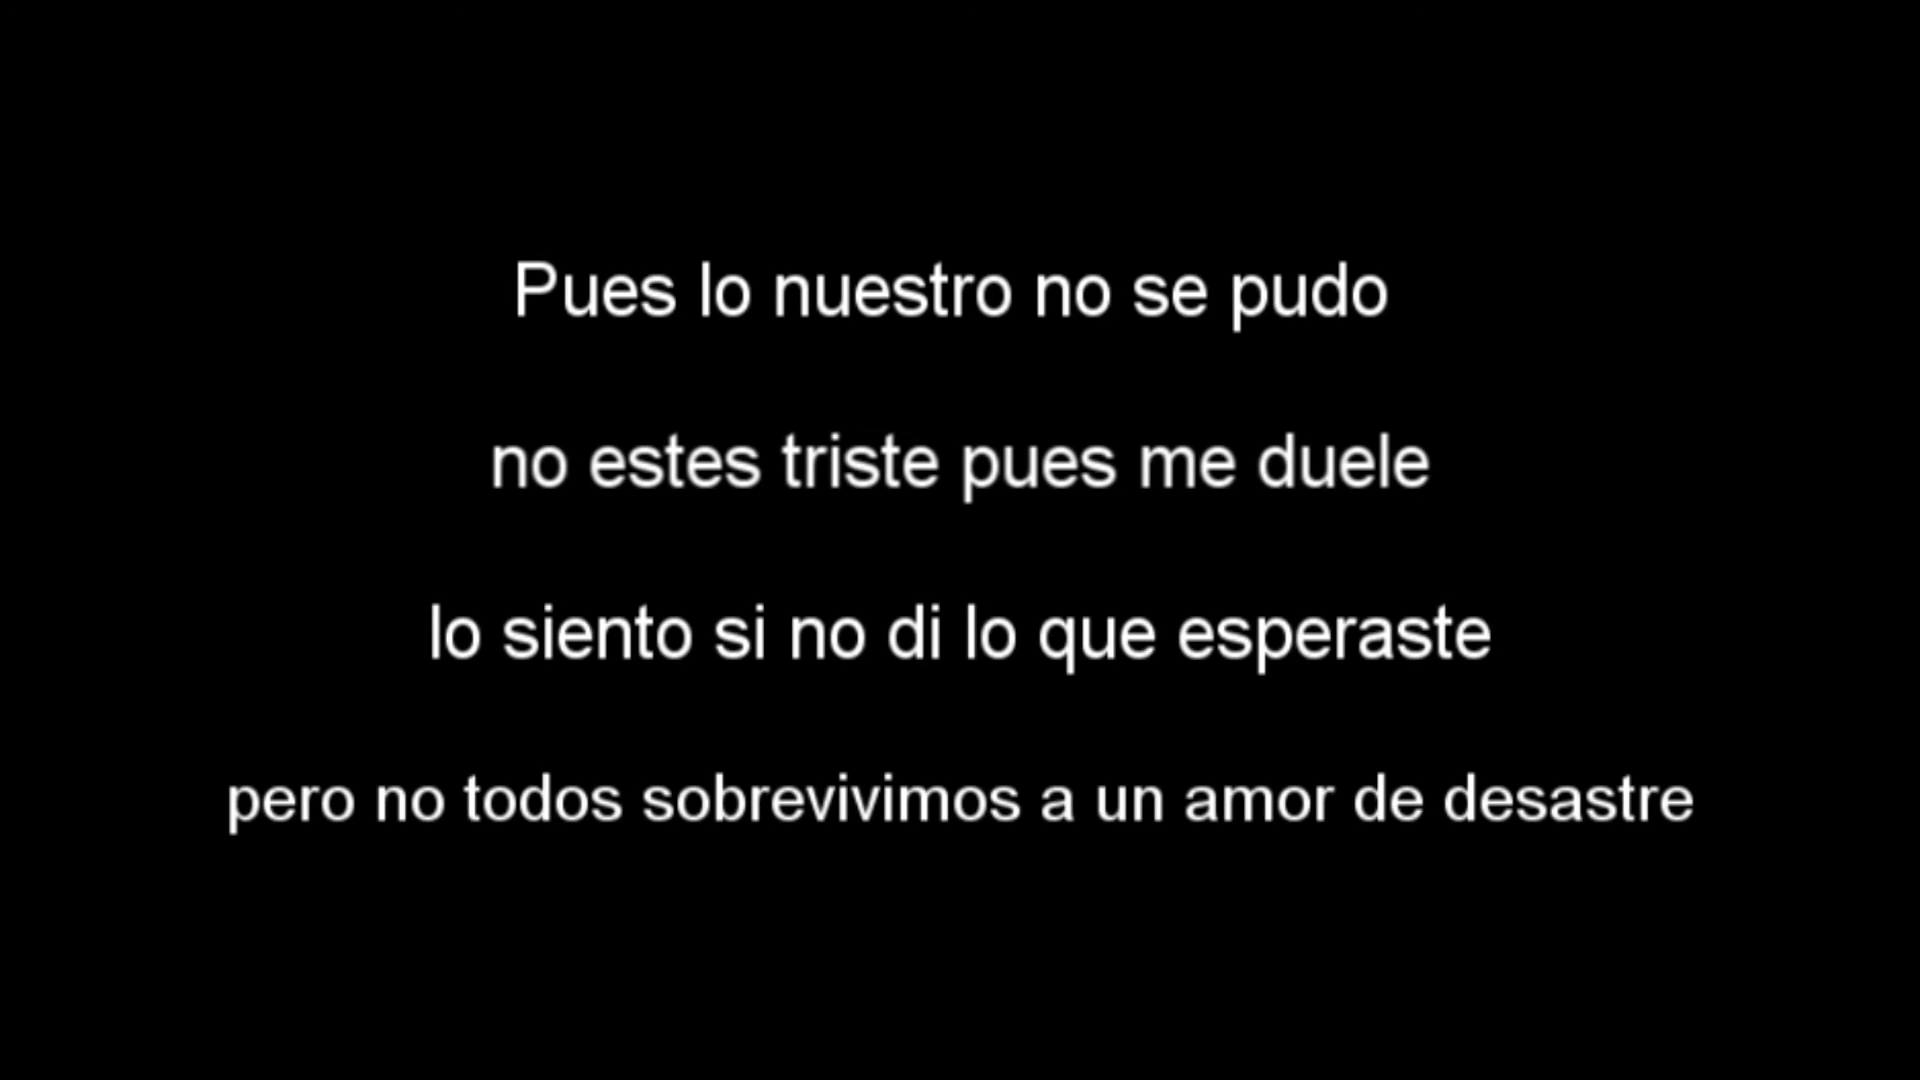 Pues lo nuestro no se pudo
no estes triste pues me duele
lo siento si no di lo que esperaste
pero no todos sobrevivimos a un amor de desastre